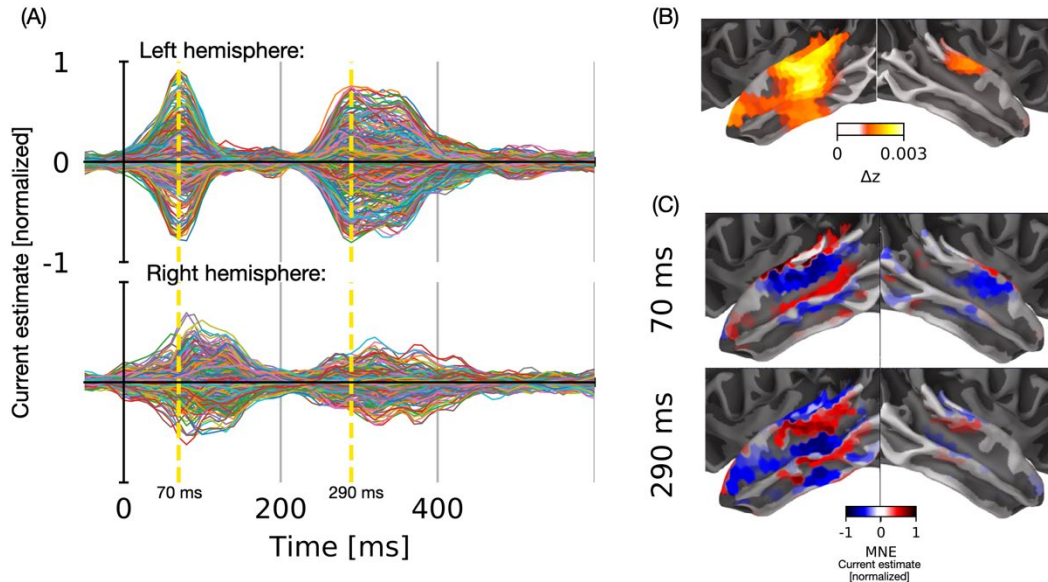 (A)
Left hemisphere:
1
0
-1
Current estimate [normalized]
Right hemisphere:
70 ms
290 ms
0
200
400
Time [ms]
(B)
0
0.003
Δz
(C)
70 ms
290 ms
-1
0
1
MNE
Current estimate
[normalized]